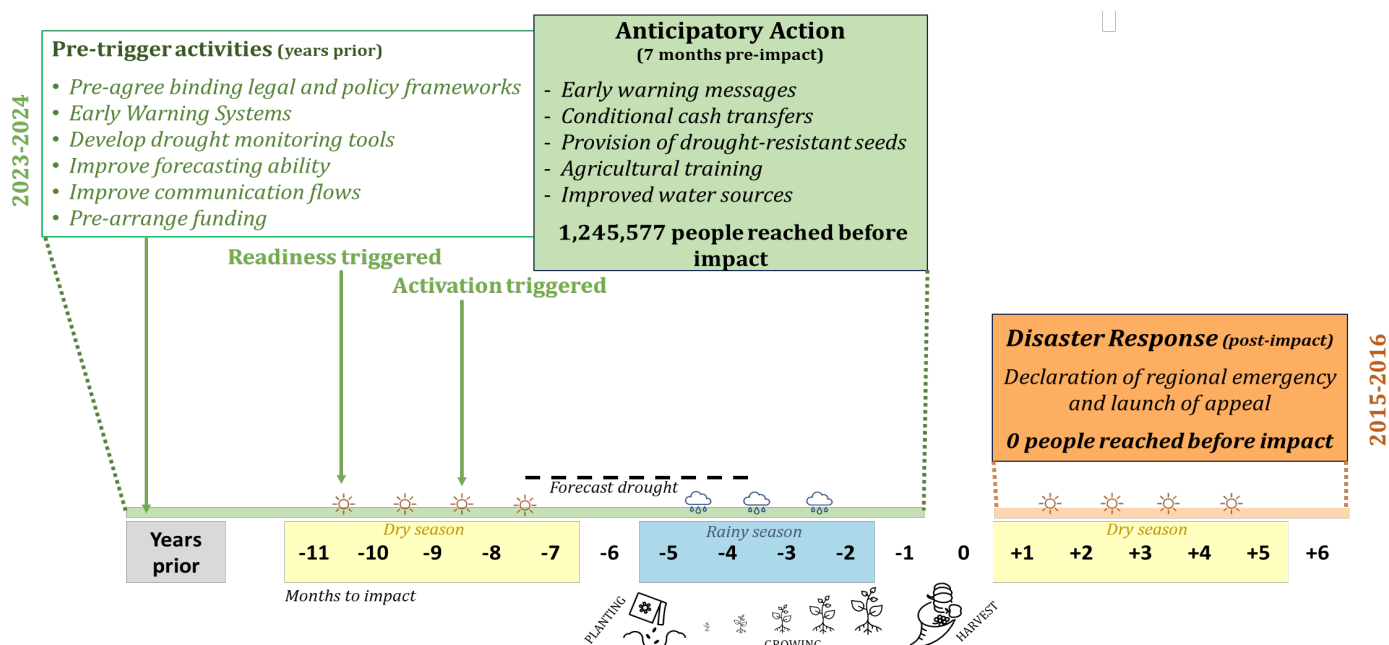 2023-2024
Pre-trigger activities (years prior)
• Pre-agree binding legal and policy frameworks
• Early Warning Systems
• Develop drought monitoring tools
• Improve forecasting ability
• Improve communication flows
• Pre-arrange funding
Anticipatory Action
(7 months pre-impact)
- Early warning messages
- Conditional cash transfers
- Provision of drought-resistant seeds
- Agricultural training
- Improved water sources
1,245,577 people reached before
impact
Readiness triggered
Activation triggered
Disaster Response (post-impact)
Declaration of regional emergency
and launch of appeal
0 people reached before impact
2015-2016
Forecast drought
Years
prior
Dry season
-11 -10 -9 -8 -7 -6
Rainy season
-5 -4 -3 -2 -1 0
Dry season
+1 +2 +3 +4 +5 +6
Months to impact
PLANTING
GROWING
HARVEST